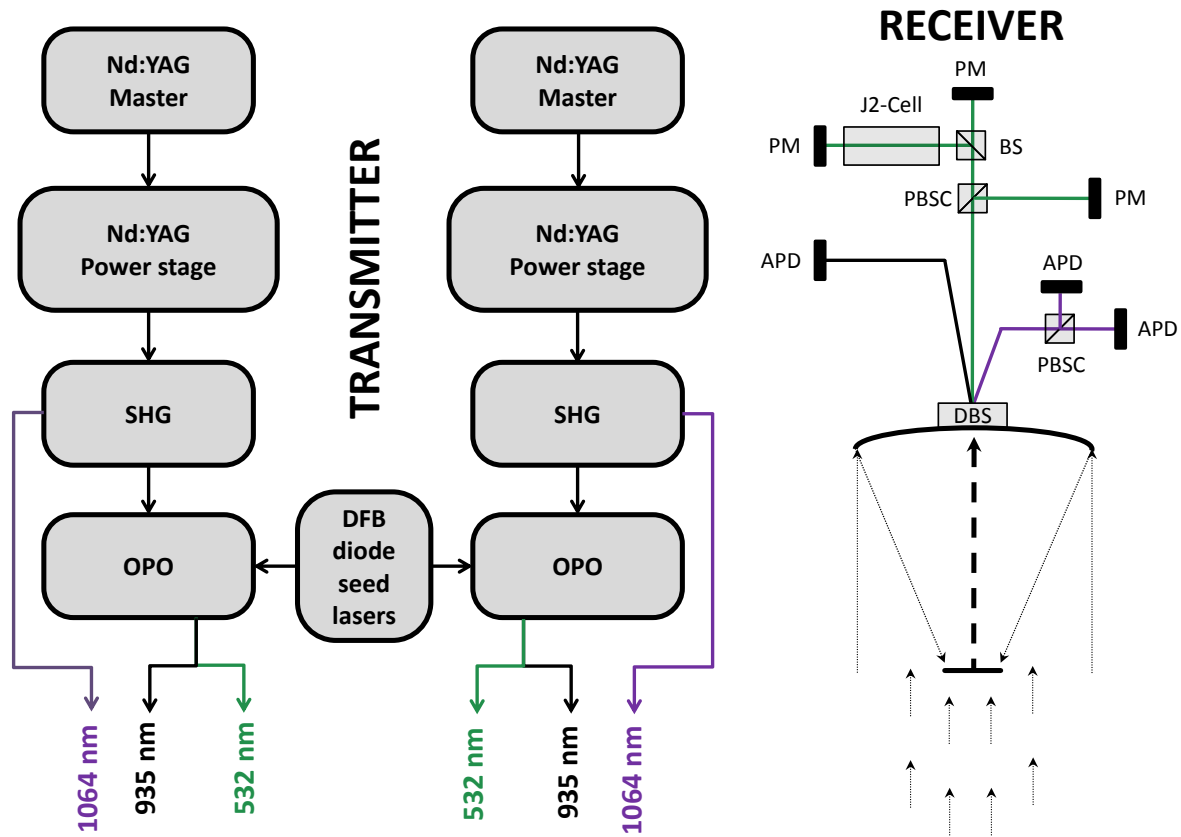 Nd:YAG
Master
Nd:YAG
Power stage
SHG
OPO
1064 nm
935 nm
532 nm
TRANSMITTER
DFB
diode
seed
lasers
Nd:YAG
Master
Nd:YAG
Power stage
SHG
OPO
532 nm
935 nm
1064 nm
RECEIVER
PM
J2-Cell
PM
BS
PBSC
PM
APD
APD
APD
PBSC
DBS